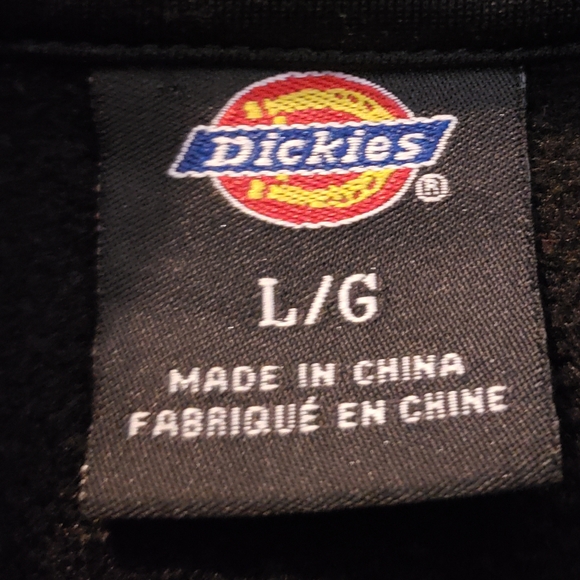 Dickies
®
L/G
MADE IN CHINA
FABRIQUÉ EN CHINE